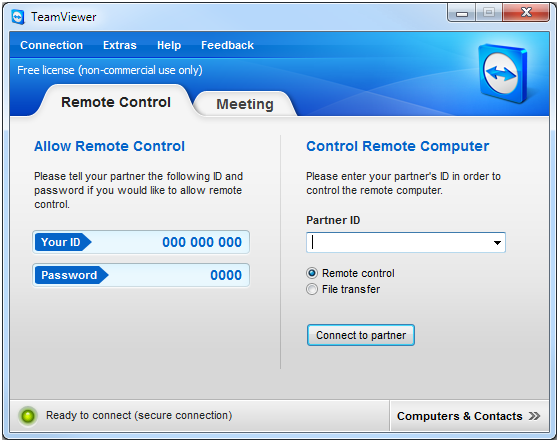 TeamViewer
Connection Extras Help Feedback
Free license (non-commercial use only)
Remote Control Meeting
Allow Remote Control
Please tell your partner the following ID and
password if you would like to allow remote
control.
Your ID 000 000 000
Password 0000
Control Remote Computer
Please enter your partner's ID in order to
control the remote computer.
Partner ID
Remote control
File transfer
Connect to partner
Ready to connect (secure connection)
Computers & Contacts >>